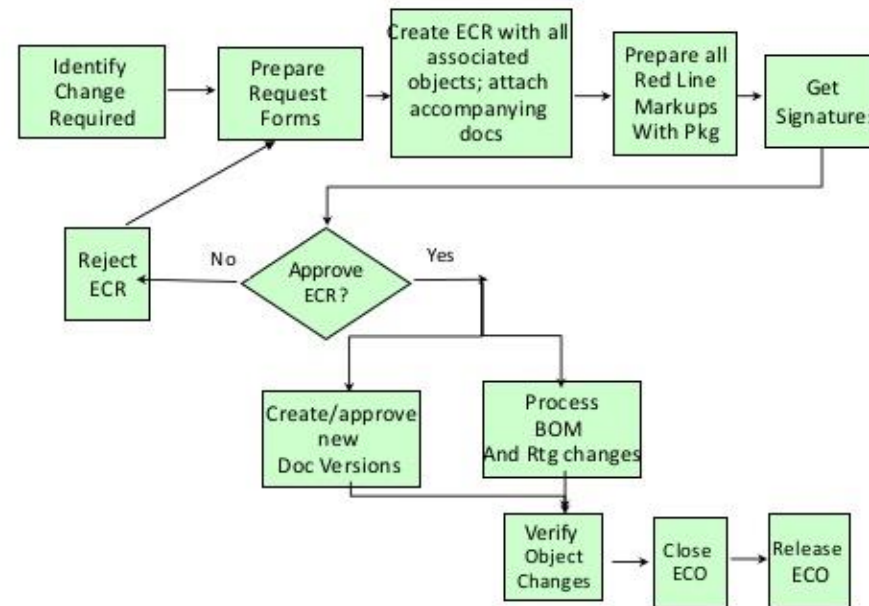 Identify
Change
Required
Prepare
Request
Forms
Create ECR with all
associated
objects; attach
accompanying
docs
Prepare all
Red Line
Markups
With Pkg
Get
Signature:
Reject
ECR
No
Approve
ECR?
Yes
Create/approve
new
Doc Versions
Process
BOM
And Rtg changes
Verify
Object
Changes
Close
ECO
Release
ECO